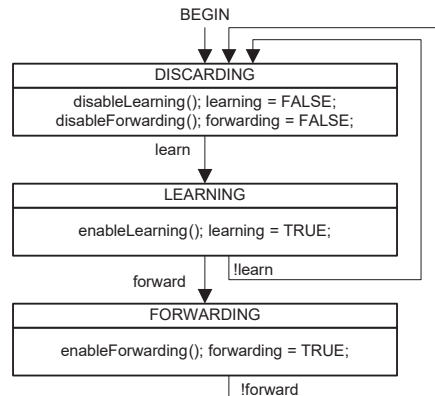 BEGIN
DISCARDING
disableLearning(); learning = FALSE;
disableForwarding(); forwarding = FALSE;
learn
LEARNING
enableLearning(); learning = TRUE;
forward
!learn
FORWARDING
enableForwarding(); forwarding = TRUE;
!forward